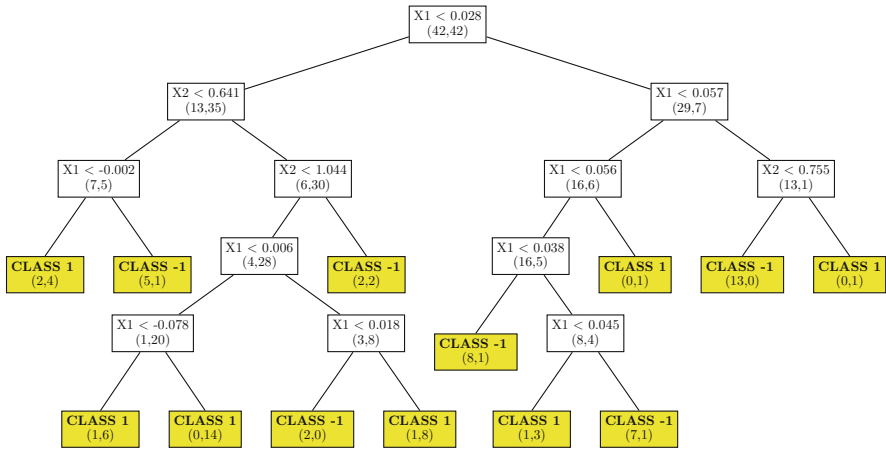 X1 < 0.028
(42,42)
X2 < 0.641
(13,35)
X1 < 0.057
(29,7)
X1 < -0.002
(7,5)
X2 < 1.044
(6,30)
X1 < 0.056
(16,6)
X2 < 0.755
(13,1)
CLASS 1
(2,4)
CLASS -1
(5,1)
X1 < 0.006
(4,28)
CLASS -1
(2,2)
X1 < 0.038
(16,5)
CLASS 1
(0,1)
CLASS -1
(13,0)
CLASS 1
(0,1)
X1 < -0.078
(1,20)
X1 < 0.018
(3,8)
CLASS -1
(8,1)
X1 < 0.045
(8,4)
CLASS 1
(1,6)
CLASS 1
(0,14)
CLASS -1
(2,0)
CLASS 1
(1,8)
CLASS 1
(1,3)
CLASS -1
(7,1)